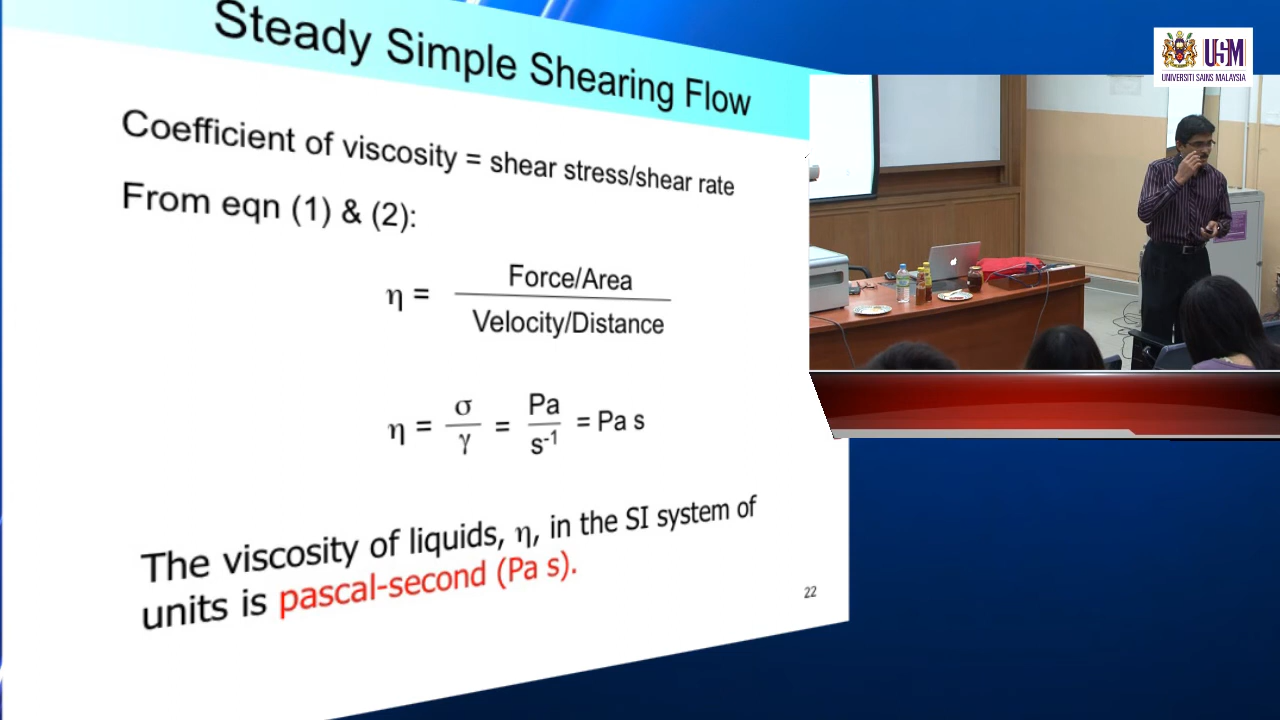 Steady Simple Shearing Flow
Coefficient of viscosity = shear stress/shear rate
From eqn (1) & (2):
η = Force/Area
Velocity/Distance
η = σ/γ = Pa/s⁻¹ = Pa s
The viscosity of liquids, η, in the SI system of
units is pascal-second (Pa s).
22
USM
UNIVERSITI SAINS MALAYSIA